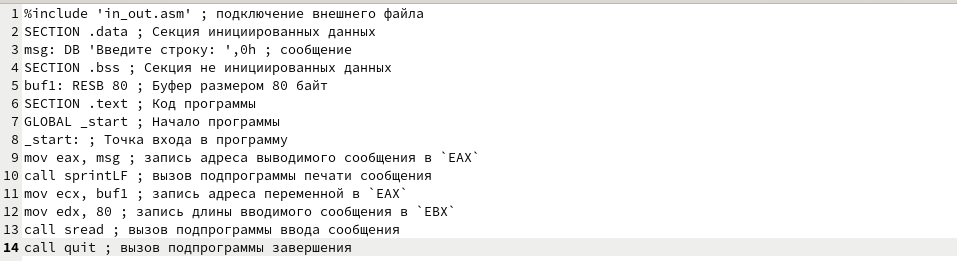 1 %include 'in_out.asm' ; подключение внешнего файла
2 SECTION .data ; Секция инициированных данных
3 msg: DB 'Введите строку: ',0h ; сообщение
4 SECTION .bss ; Секция не инициированных данных
5 buf1: RESB 80 ; Буфер размером 80 байт
6 SECTION .text ; Код программы
7 GLOBAL _start ; Начало программы
8 _start: ; Точка входа в программу
9 mov eax, msg ; запись адреса выводимого сообщения в `EAX`
10 call sprintLF ; вызов подпрограммы печати сообщения
11 mov ecx, buf1 ; запись адреса переменной в `EAX`
12 mov edx, 80 ; запись длины вводимого сообщения в `EBX`
13 call sread ; вызов подпрограммы ввода сообщения
14 call quit ; вызов подпрограммы завершения